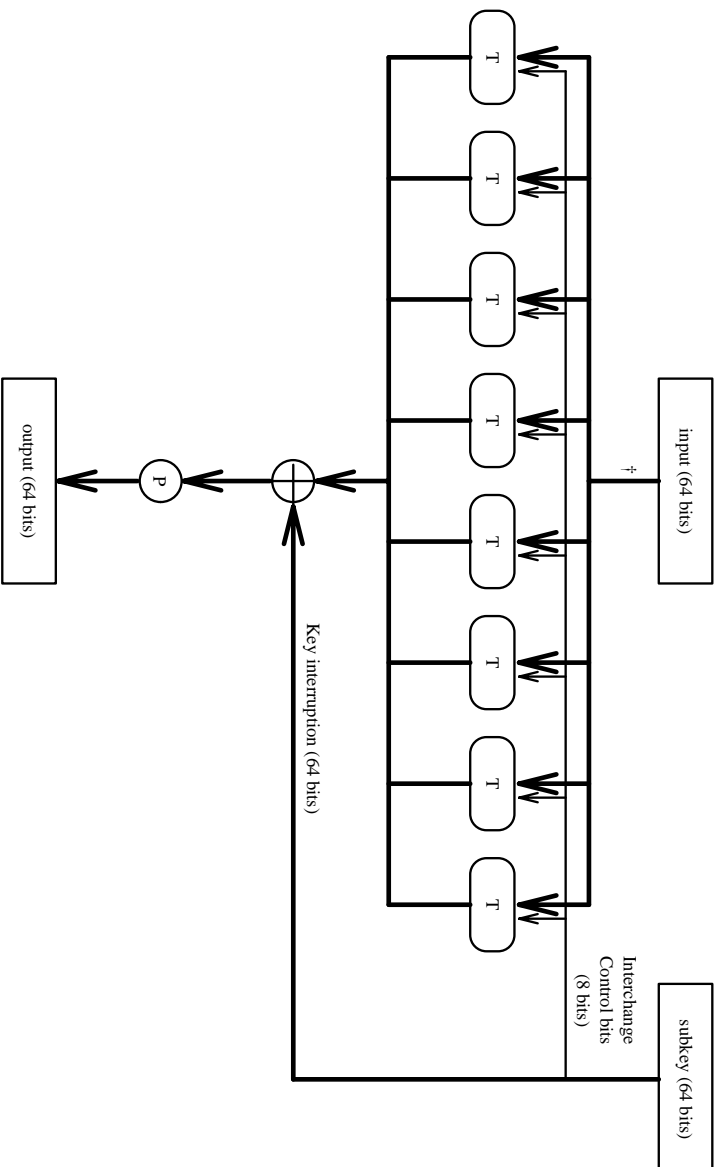 input (64 bits)
subkey (64 bits)
†
Interchange
Control bits
(8 bits)
T
T
T
T
T
T
T
T
Key interruption (64 bits)
P
output (64 bits)